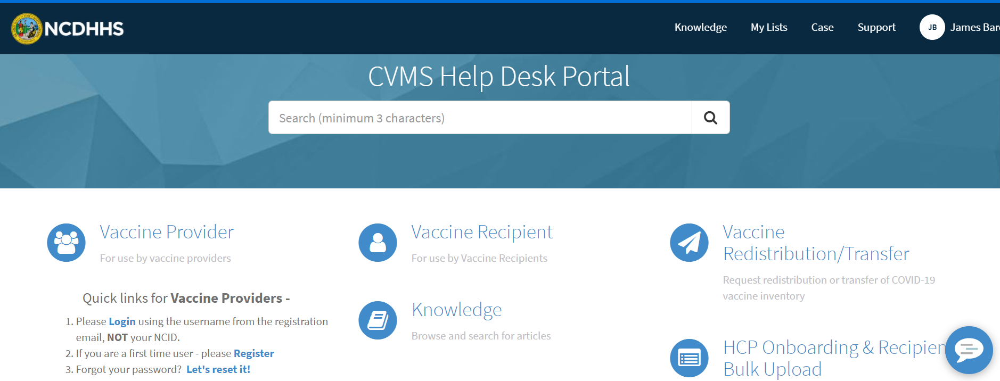 NCDHHS
Knowledge
My Lists
Case
Support
JB
James Bar
CVMS Help Desk Portal
Search (minimum 3 characters)
Vaccine Provider
For use by vaccine providers
Quick links for Vaccine Providers -
1. Please Login using the username from the registration
email, NOT your NCID.
2. If you are a first time user - please Register
3. Forgot your password? Let's reset it!
Vaccine Recipient
For use by Vaccine Recipients
Knowledge
Browse and search for articles
Vaccine
Redistribution/Transfer
Request redistribution or transfer of COVID-19
vaccine inventory
HCP Onboarding & Recipien
Bulk Upload